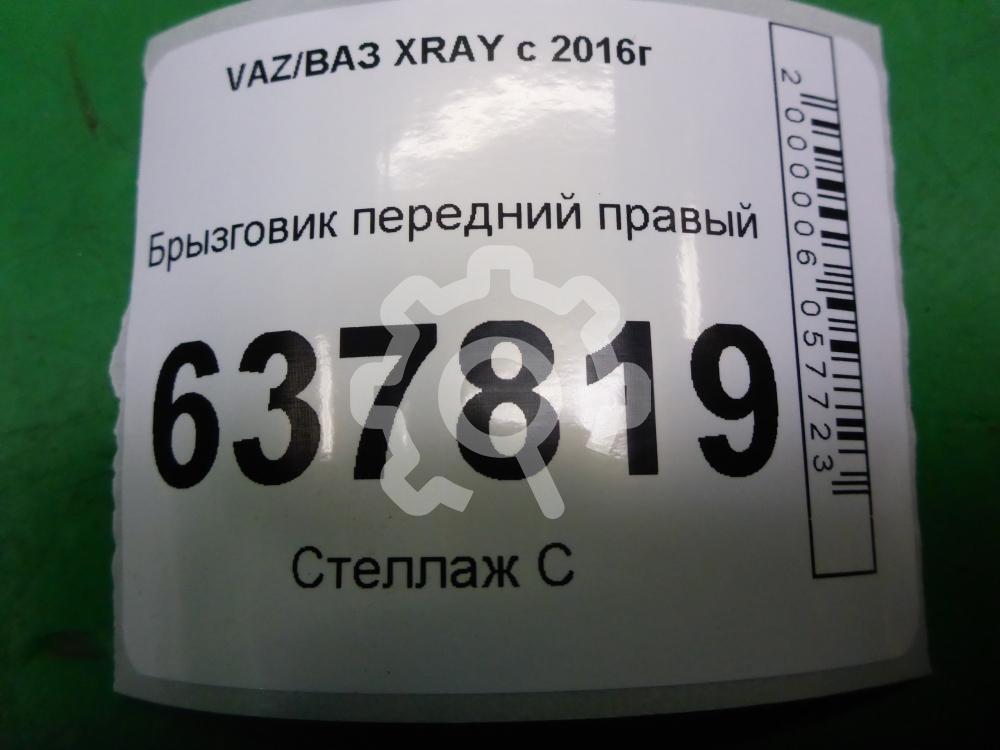 VAZ/ВАЗ XRAY с 2016г
Брызговик передний правый
637819
Стеллаж С
2000006057723